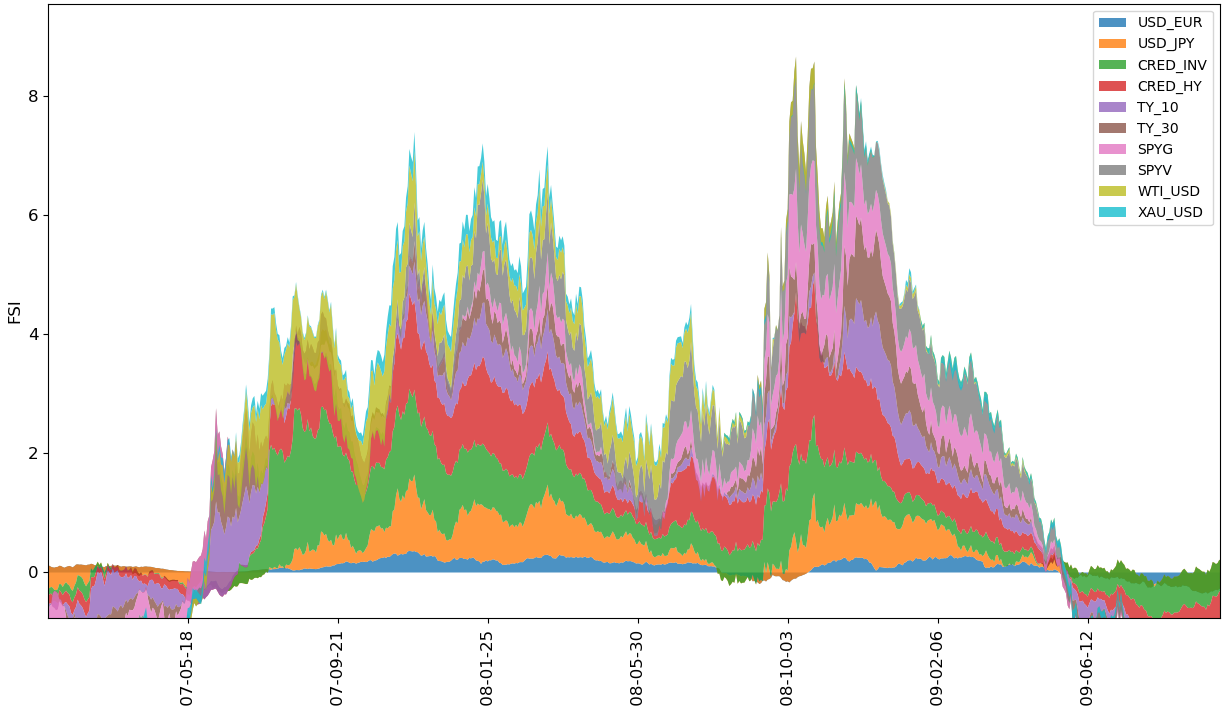 FSI
8
6
4
2
0
07-05-18
07-09-21
08-01-25
08-05-30
08-10-03
09-02-06
09-06-12
USD_EUR
USD_JPY
CRED_INV
CRED_HY
TY_10
TY_30
SPYG
SPYV
WTI_USD
XAU_USD